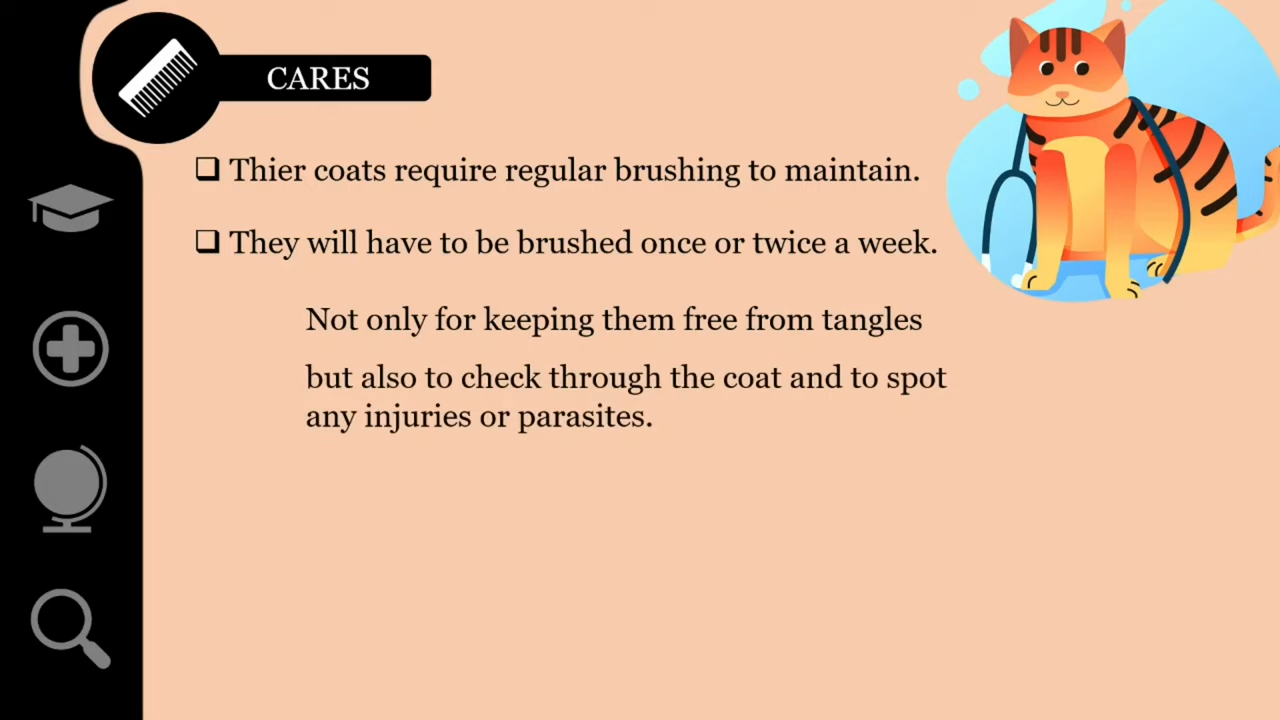 CARES
❑ Thier coats require regular brushing to maintain.
❑ They will have to be brushed once or twice a week.
Not only for keeping them free from tangles
but also to check through the coat and to spot
any injuries or parasites.